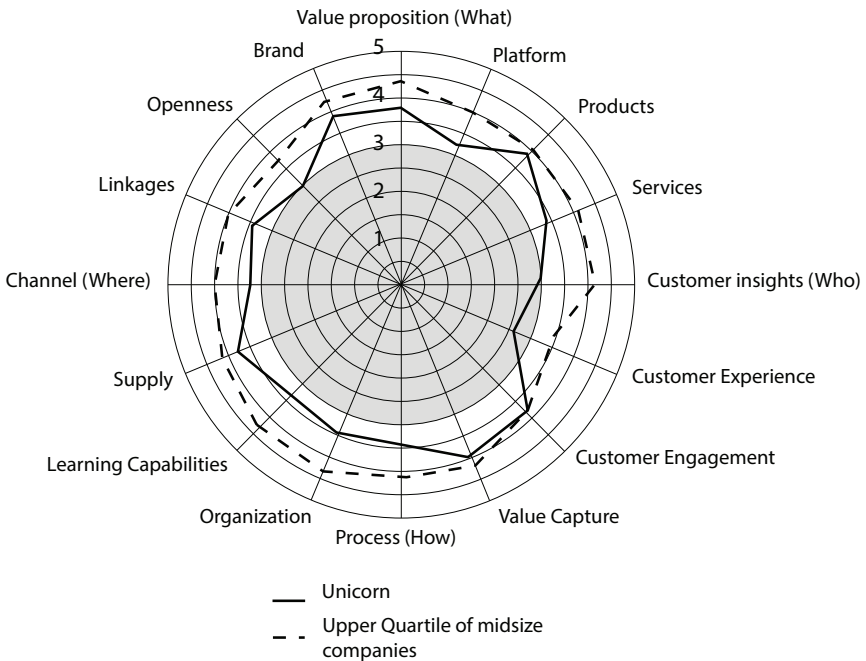 Value proposition (What)
Brand
5
Platform
Openness
4
Products
3
Linkages
2
Services
1
Channel (Where)
Customer insights (Who)
Supply
Customer Experience
Learning Capabilities
Customer Engagement
Organization
Value Capture
Process (How)
Unicorn
Upper Quartile of midsize
companies